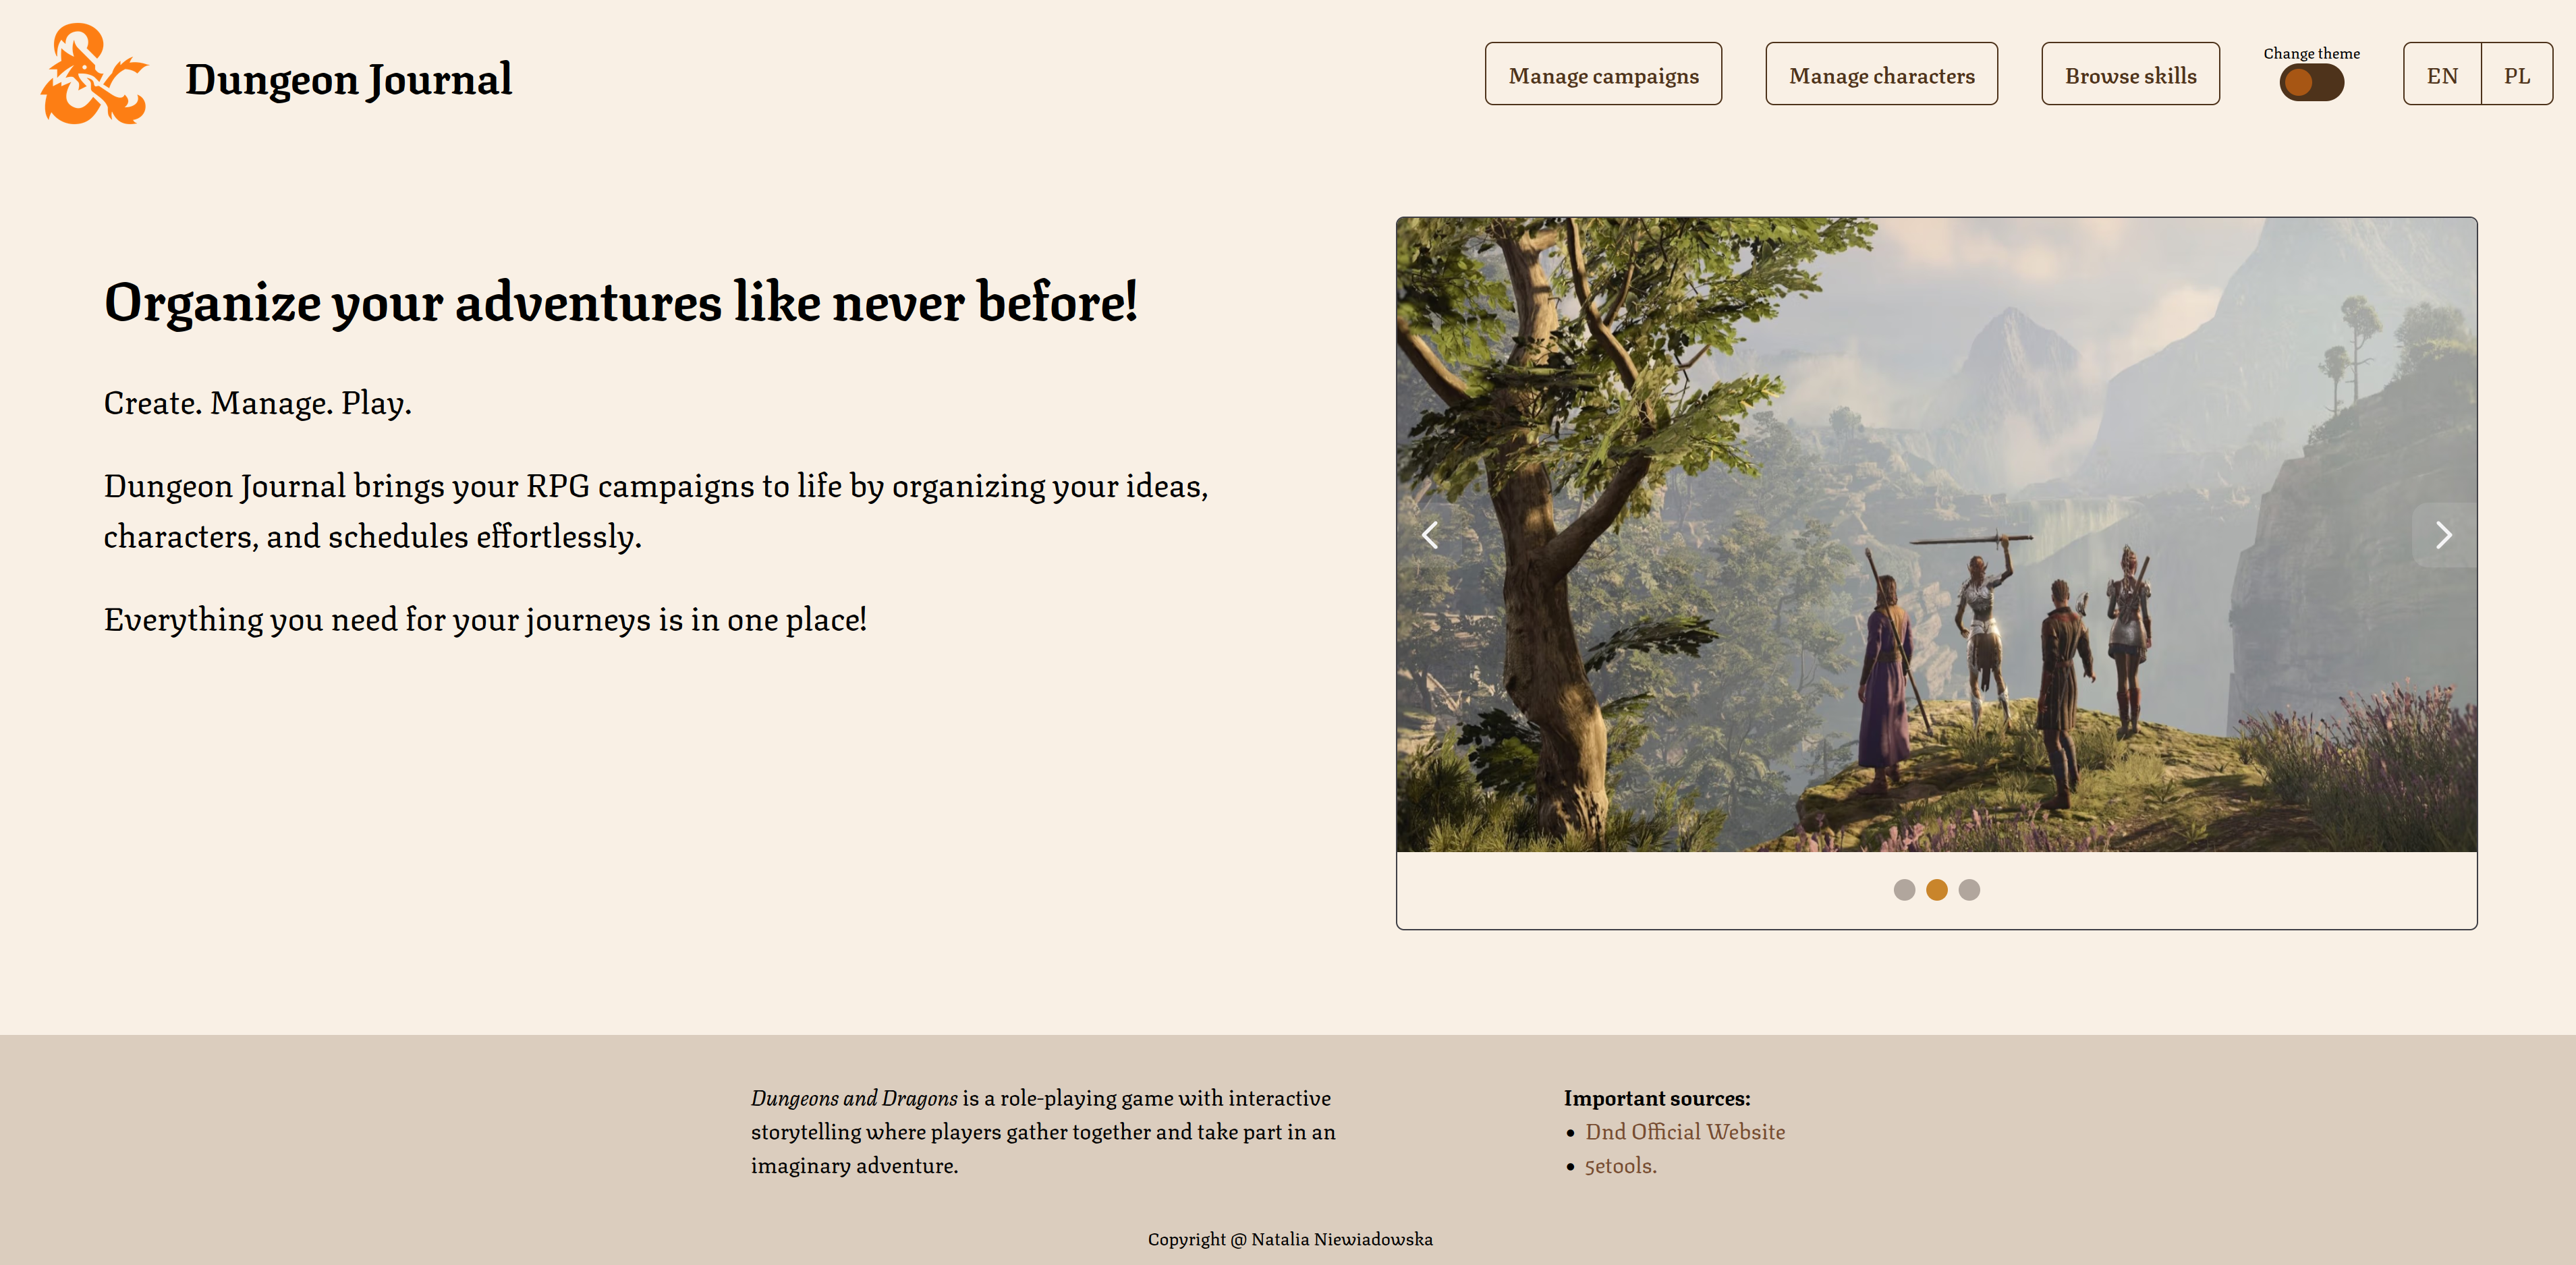 Dungeon Journal
Manage campaigns
Manage characters
Browse skills
Change theme
EN
PL
Organize your adventures like never before!
Create. Manage. Play.
Dungeon Journal brings your RPG campaigns to life by organizing your ideas,
characters, and schedules effortlessly.
Everything you need for your journeys is in one place!
Dungeons and Dragons is a role-playing game with interactive
storytelling where players gather together and take part in an
imaginary adventure.
Important sources:
• Dnd Official Website
• 5etools.
Copyright @ Natalia Niewiadowska